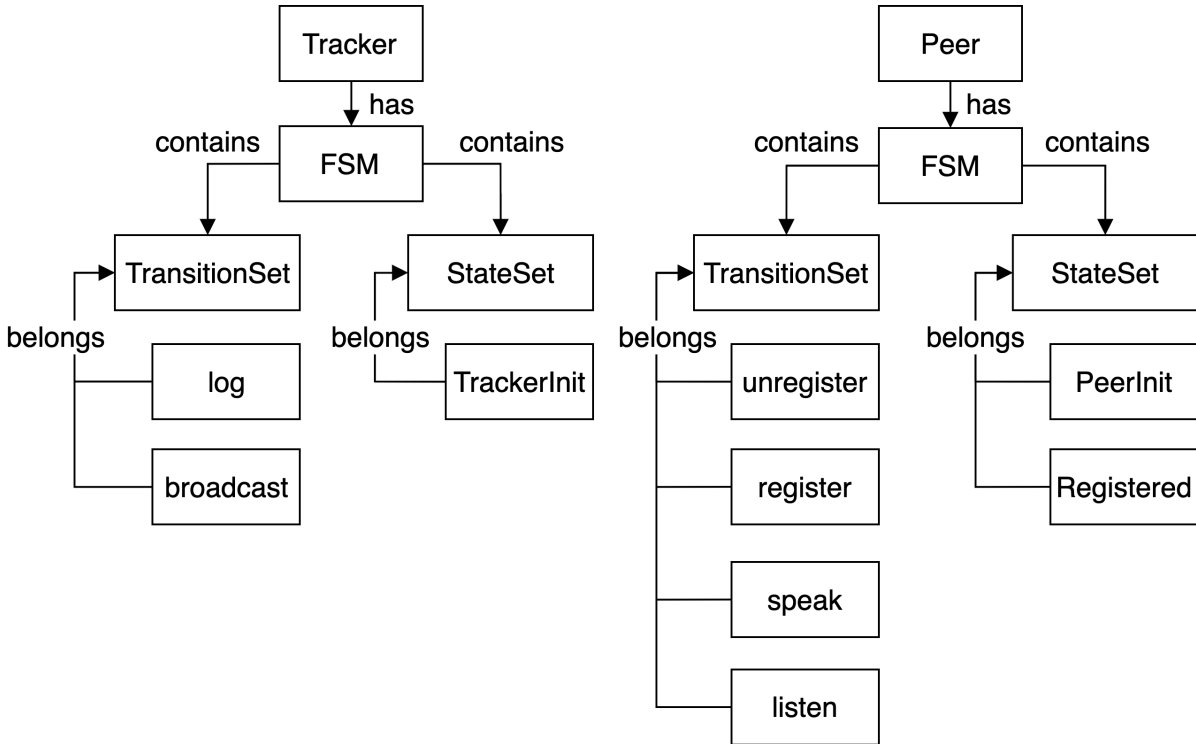 Tracker
has
contains
FSM
contains
TransitionSet
StateSet
belongs
belongs
log
TrackerInit
broadcast
Peer
has
contains
FSM
contains
TransitionSet
StateSet
belongs
belongs
unregister
PeerInit
register
Registered
speak
listen